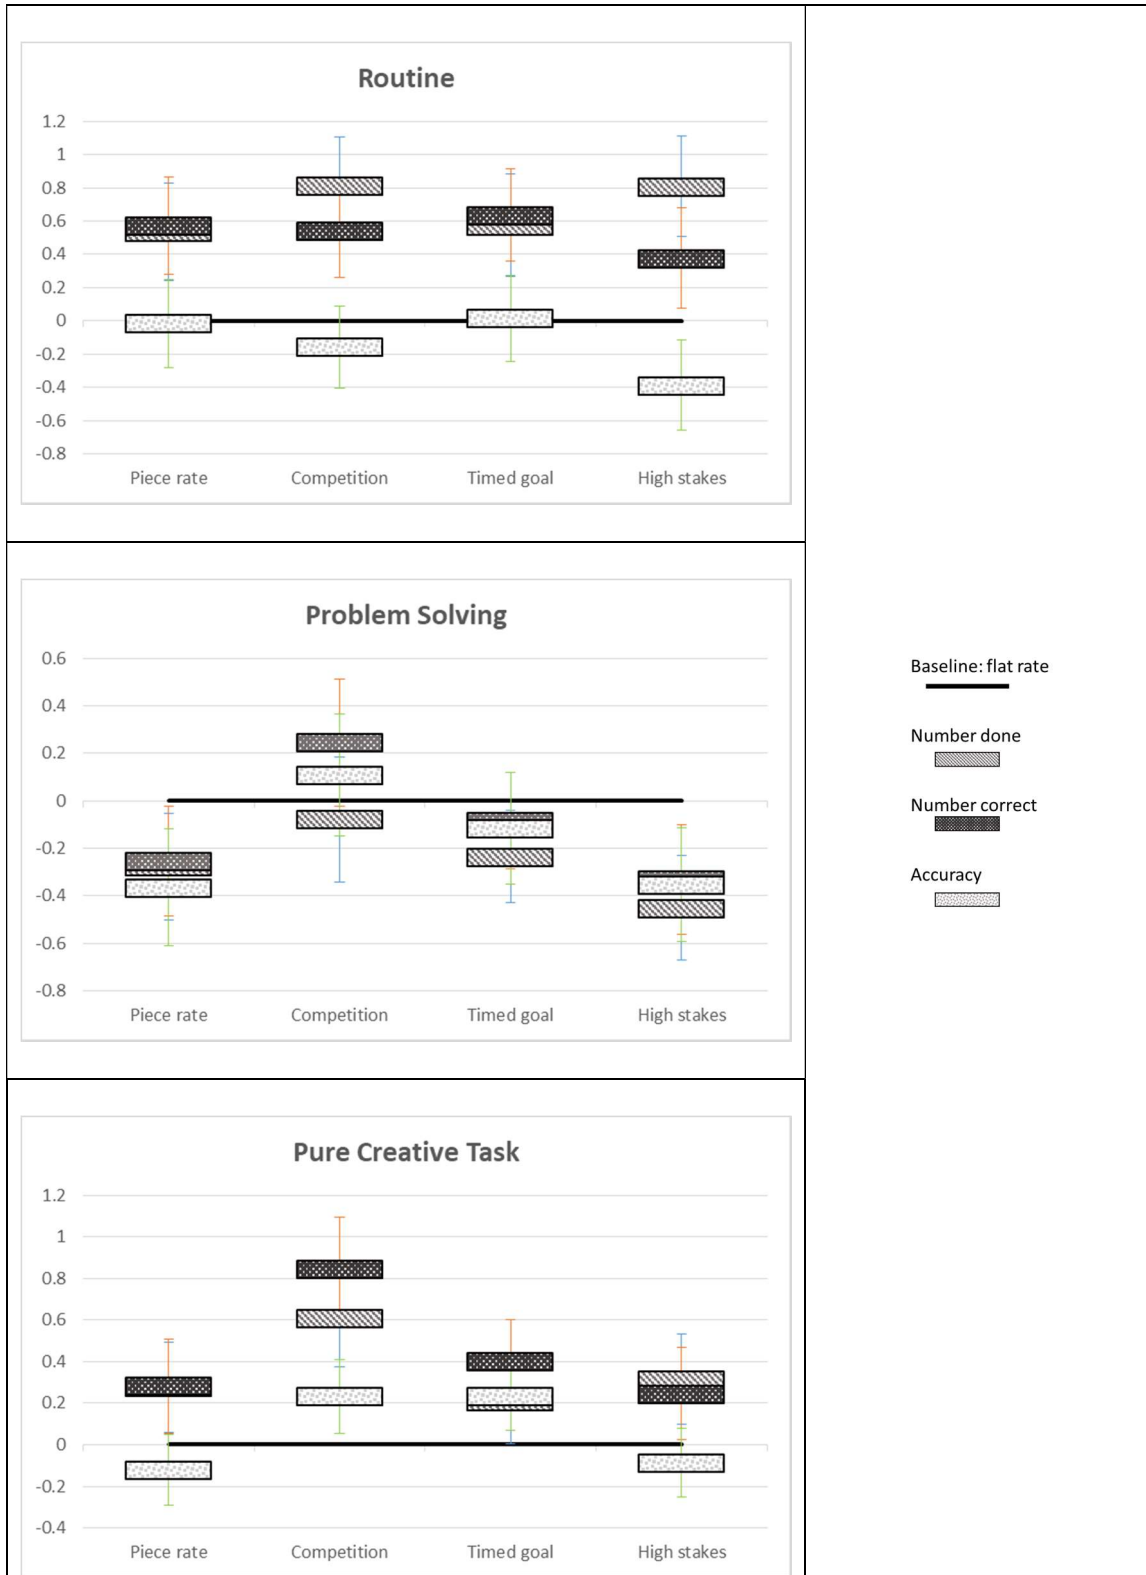 Routine
1.2
1
0.8
0.6
0.4
0.2
0
-0.2
-0.4
-0.6
-0.8
Piece rate Competition Timed goal High stakes
Problem Solving
0.6
0.4
0.2
0
-0.2
-0.4
-0.6
-0.8
Piece rate Competition Timed goal High stakes
Baseline: flat rate
Number done
Number correct
Accuracy
Pure Creative Task
1.2
1
0.8
0.6
0.4
0.2
0
-0.2
-0.4
Piece rate Competition Timed goal High stakes